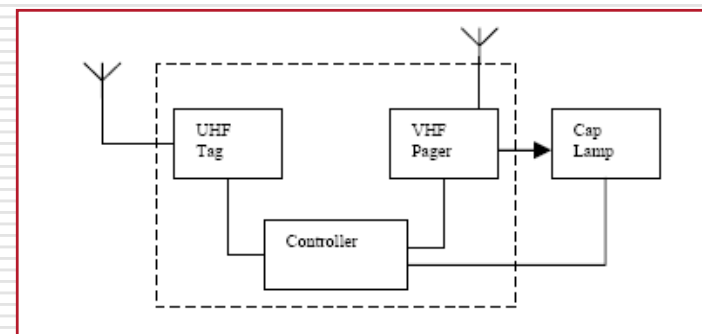 UHF
Tag
VHF
Pager
Cap
Lamp
Controller